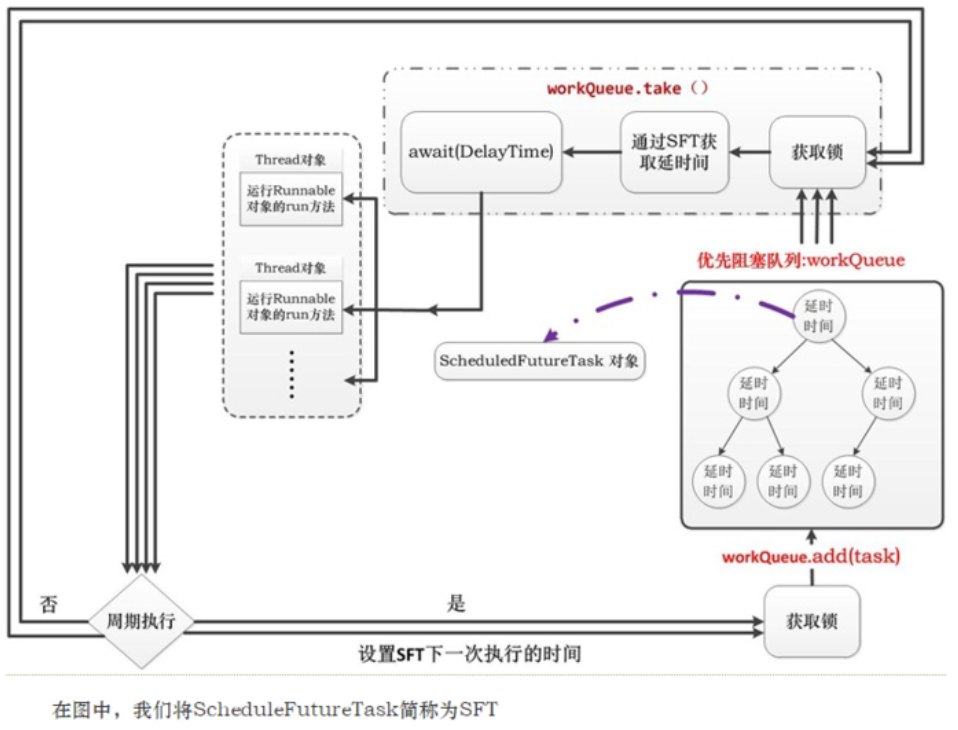 workQueue.take（）
await(DelayTime)
通过SFT获
取延时间
获取锁
Thread对象
运行Runnable
对象的run方法
Thread对象
运行Runnable
对象的run方法
优先阻塞队列:workQueue
ScheduledFutureTask 对象
延时
时间
延时
时间
延时
时间
延时
时间
延时
时间
延时
时间
workQueue.add(task)
否
周期执行
是
获取锁
设置SFT下一次执行的时间
在图中，我们将ScheduleFutureTask简称为SFT